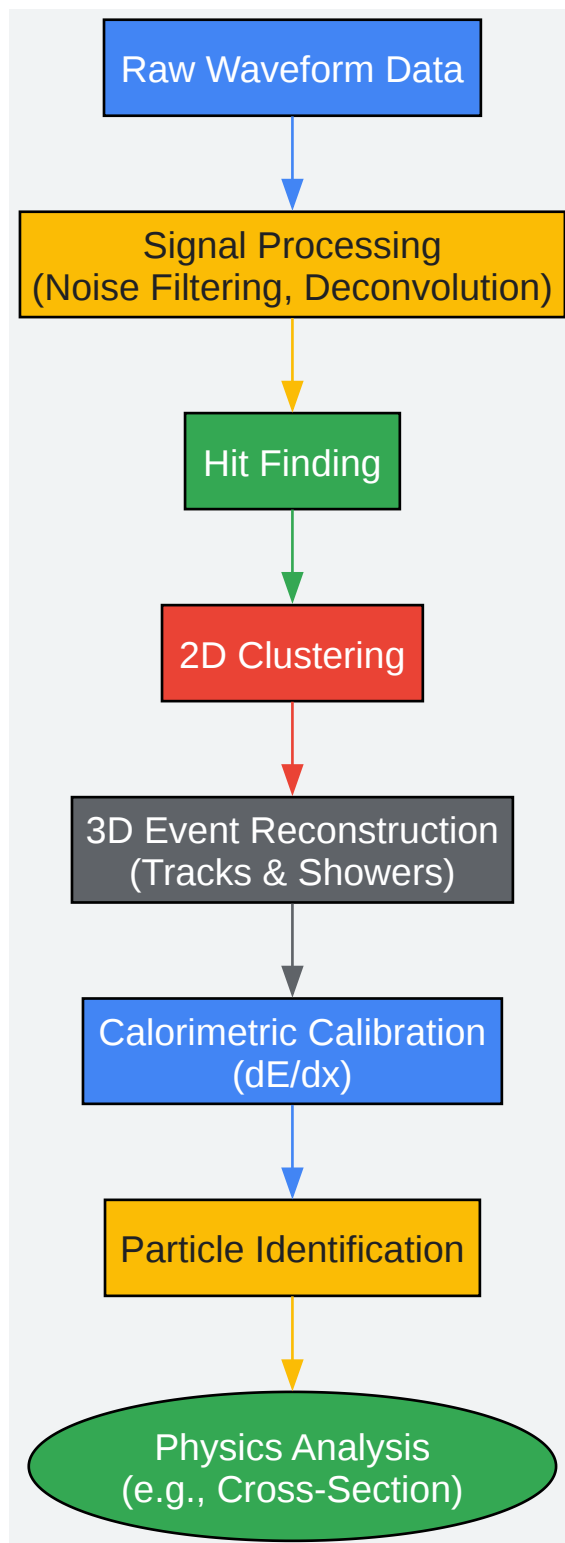 Raw Waveform Data
Signal Processing
(Noise Filtering, Deconvolution)
Hit Finding
2D Clustering
3D Event Reconstruction
(Tracks & Showers)
Calorimetric Calibration
(dE/dx)
Particle Identification
Physics Analysis
(e.g., Cross-Section)